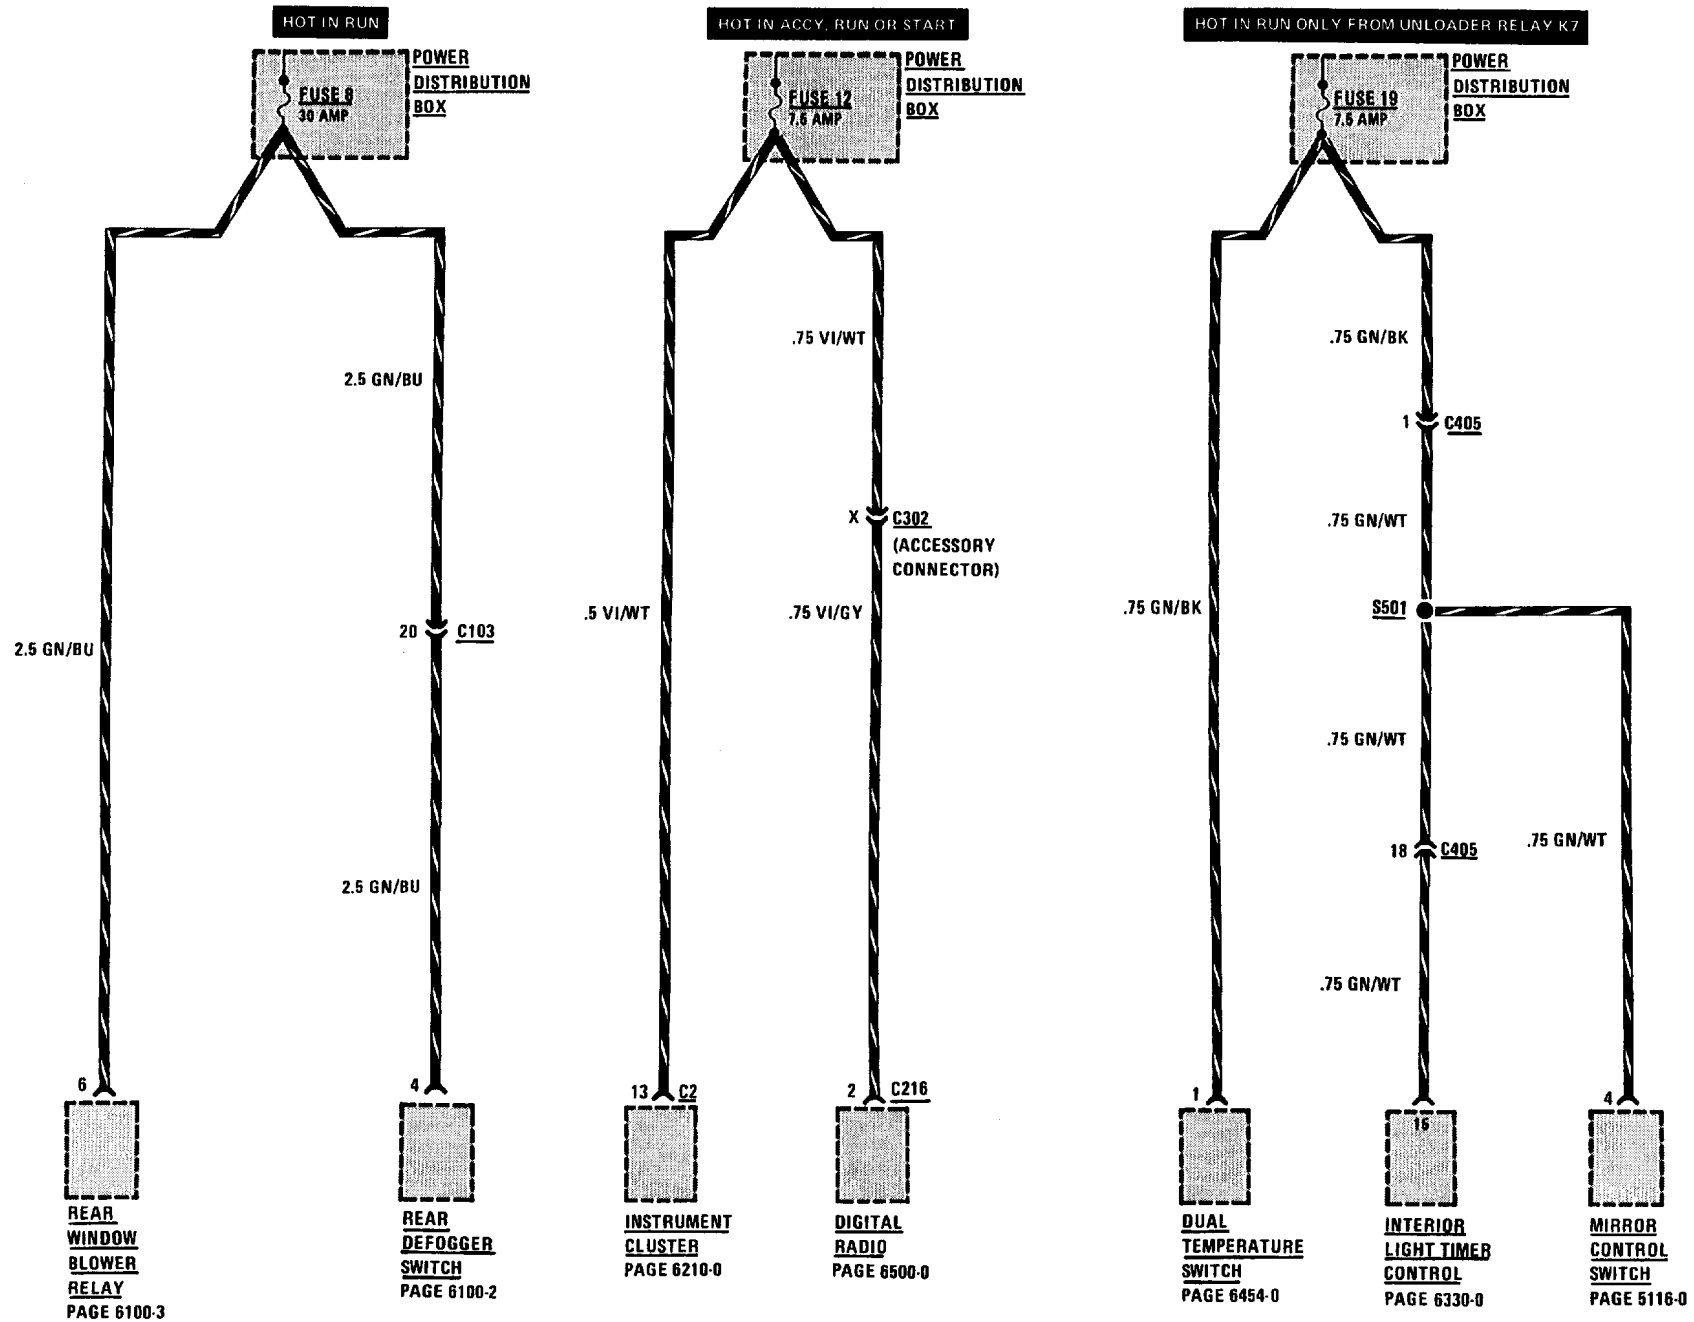 HOT IN RUN
POWER
DISTRIBUTION
BOX
FUSE 8
30 AMP
2.5 GN/BU
2.5 GN/BU
20
C103
2.5 GN/BU
6
4
REAR
WINDOW
BLOWER
RELAY
PAGE 6100-3
REAR
DEFOGGER
SWITCH
PAGE 6100-2
HOT IN ACCY, RUN OR START
POWER
DISTRIBUTION
BOX
FUSE 12
7.5 AMP
.75 VI/WT
X
C302
(ACCESSORY
CONNECTOR)
.5 VI/WT
.75 VI/GY
13
C2
2
C216
INSTRUMENT
CLUSTER
PAGE 6210-0
DIGITAL
RADIO
PAGE 6500-0
HOT IN RUN ONLY FROM UNLOADER RELAY K7
POWER
DISTRIBUTION
BOX
FUSE 19
7.5 AMP
.75 GN/BK
1
C405
.75 GN/WT
.75 GN/BK
S501
.75 GN/WT
.75 GN/WT
18
C405
.75 GN/WT
1
15
4
DUAL
TEMPERATURE
SWITCH
PAGE 6454-0
INTERIOR
LIGHT TIMER
CONTROL
PAGE 6330-0
MIRROR
CONTROL
SWITCH
PAGE 5116-0